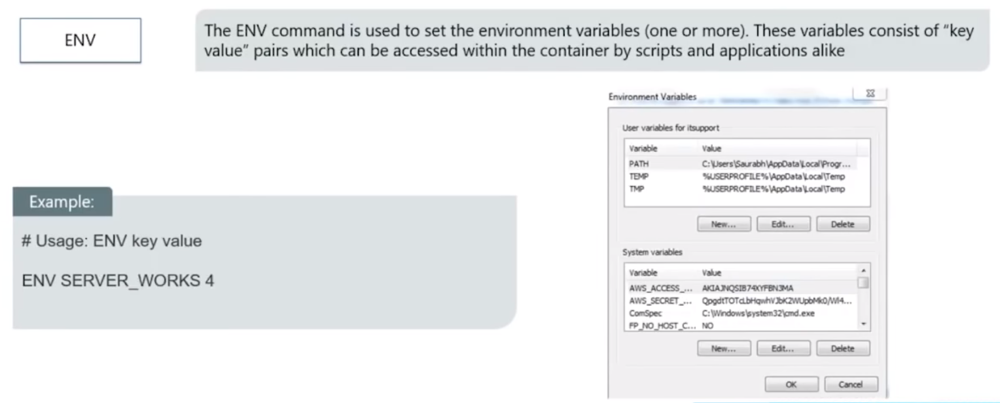 ENV
The ENV command is used to set the environment variables (one or more). These variables consist of “key
value” pairs which can be accessed within the container by scripts and applications alike
Example:
# Usage: ENV key value
ENV SERVER_WORKS 4
Environment Variables
User variables for itsupport
Variable Value
PATH C:\Users\Saurabh\AppData\Local\Progr...
TEMP %USERPROFILE%\AppData\Local\Temp
TMP %USERPROFILE%\AppData\Local\Temp
New... Edit... Delete
System variables
Variable Value
AWS_ACCESS_... AKIAJNQSIB74XYFBN3MA
AWS_SECRET_...
ComSpec C:\Windows\system32\cmd.exe
FP_NO_HOST_C... NO
New... Edit... Delete
OK Cancel